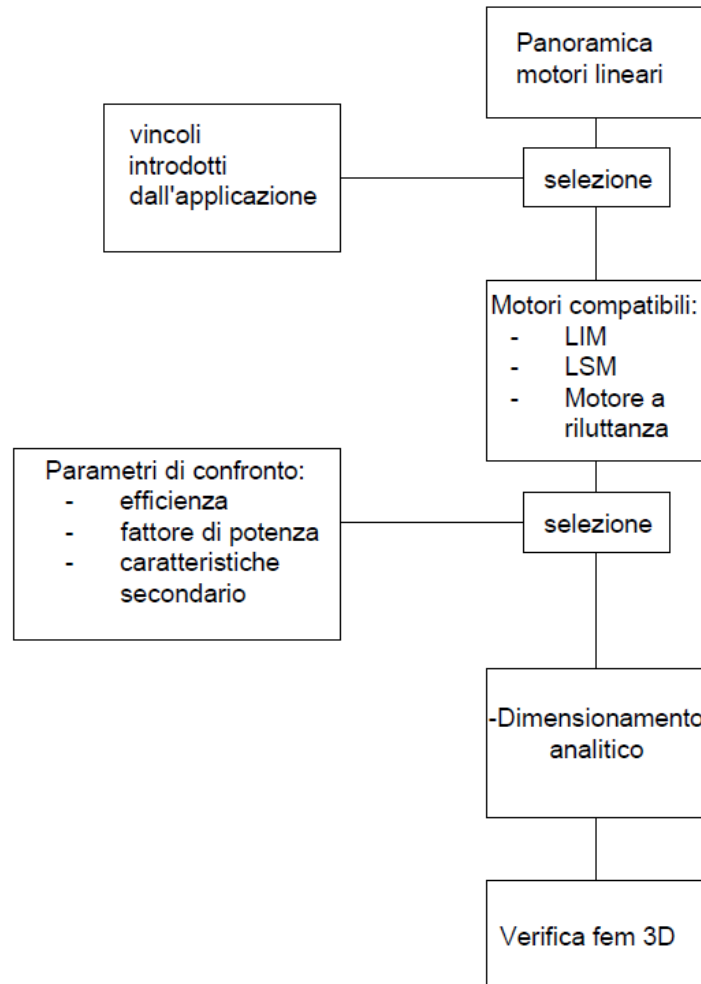 Panoramica
motori lineari
vincoli
introdotti
dall'applicazione
selezione
Motori compatibili:
- LIM
- LSM
- Motore a
riluttanza
Parametri di confronto:
- efficienza
- fattore di potenza
- caratteristiche
secondario
selezione
-Dimensionamento
analitico
Verifica fem 3D